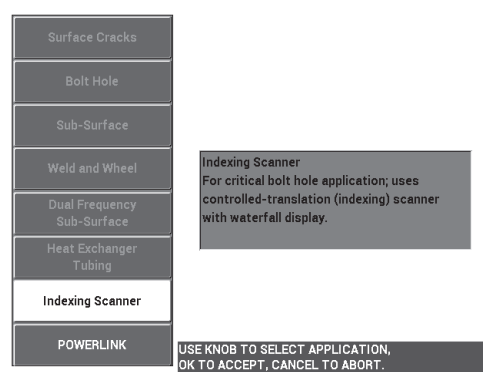 Surface Cracks
Bolt Hole
Sub-Surface
Weld and Wheel
Dual Frequency
Sub-Surface
Heat Exchanger
Tubing
Indexing Scanner
POWERLINK
Indexing Scanner
For critical bolt hole application; uses
controlled-translation (indexing) scanner
with waterfall display.
USE KNOB TO SELECT APPLICATION,
OK TO ACCEPT, CANCEL TO ABORT.